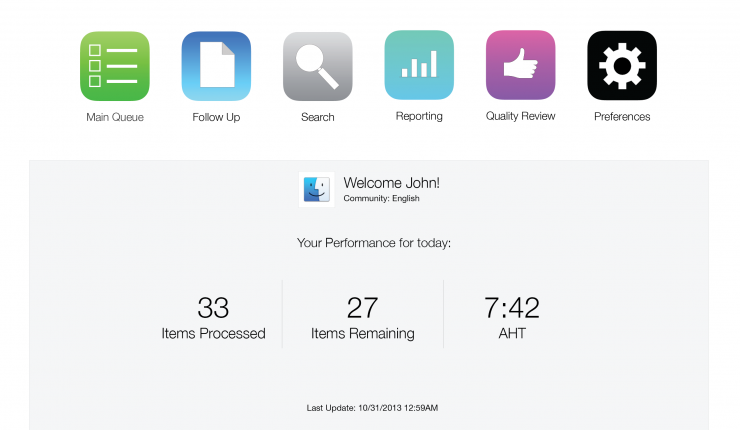 Main Queue
Follow Up
Search
Reporting
Quality Review
Preferences
Welcome John!
Community: English
Your Performance for today:
33
Items Processed
27
Items Remaining
7:42
AHT
Last Update: 10/31/2013 12:59AM